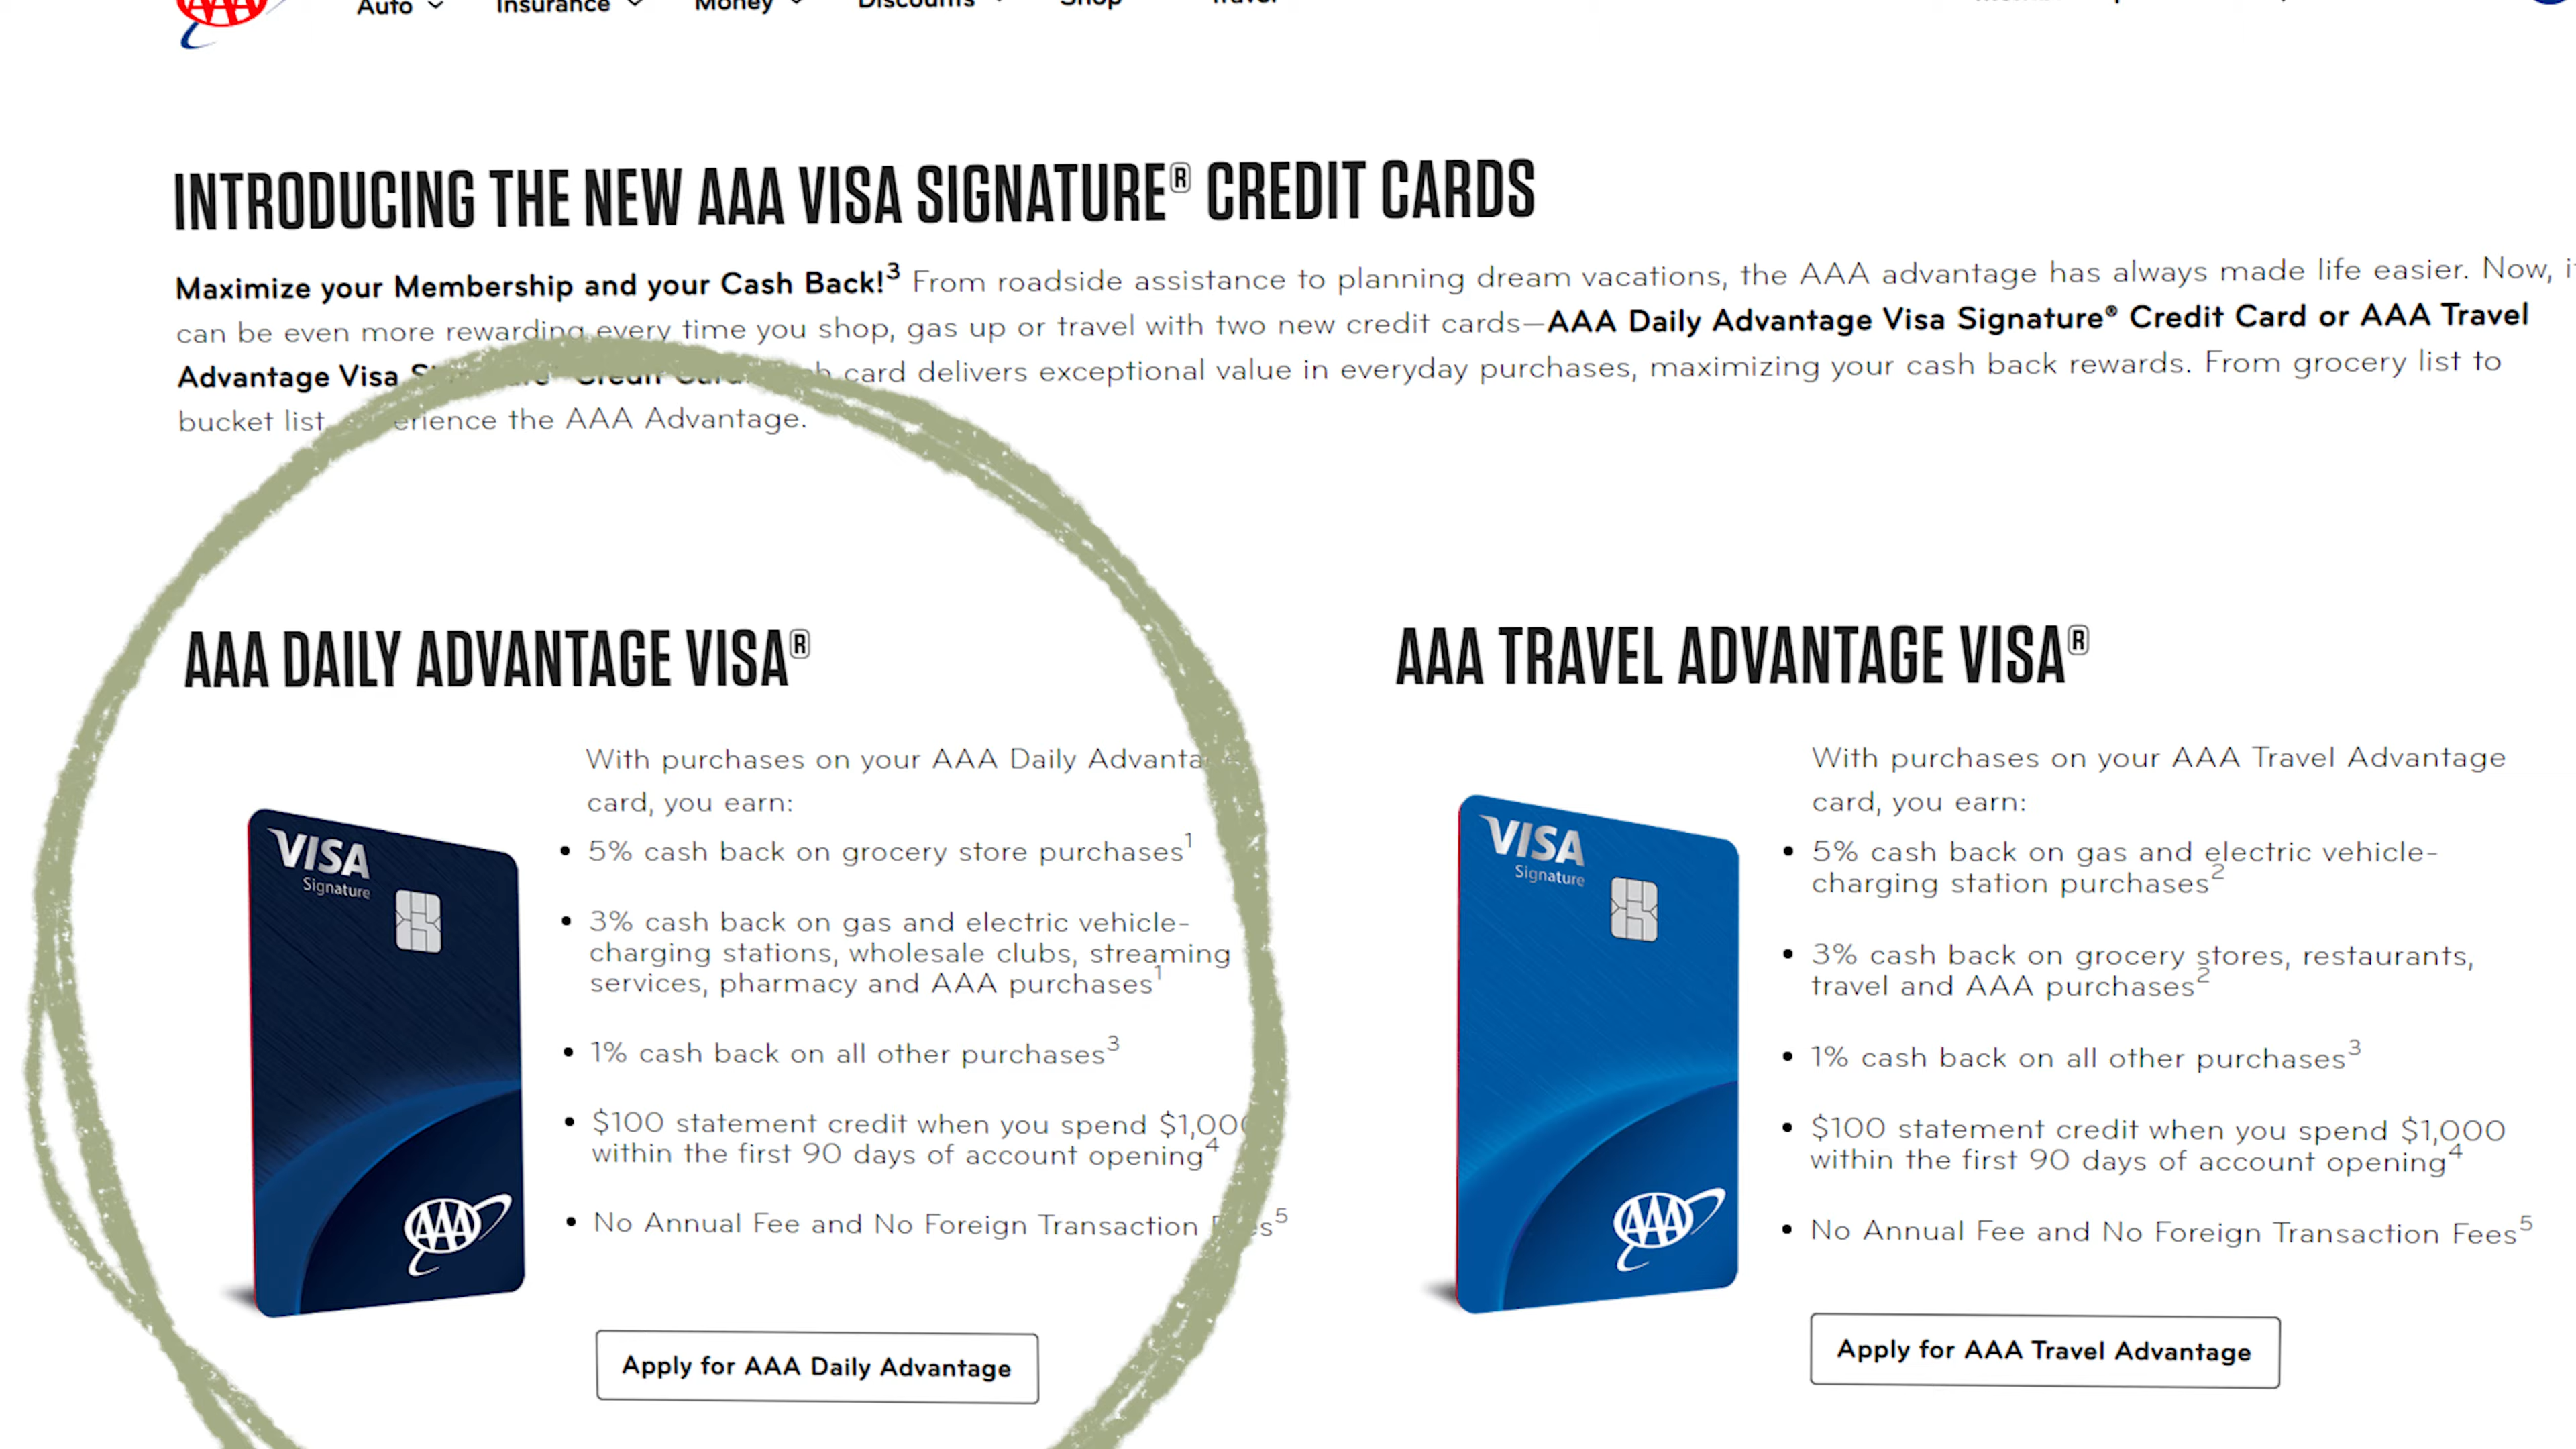 AAA
Auto Insurance Money Discounts Shop Travel
INTRODUCING THE NEW AAA VISA SIGNATURE® CREDIT CARDS
Maximize your Membership and your Cash Back!³ From roadside assistance to planning dream vacations, the AAA advantage has always made life easier. Now,
can be even more rewarding every time you shop, gas up or travel with two new credit cards—AAA Daily Advantage Visa Signature® Credit Card or AAA Travel
Advantage Visa card delivers exceptional value in everyday purchases, maximizing your cash back rewards. From grocery list to
bucket list, the AAA Advantage.
AAA DAILY ADVANTAGE VISA®
With purchases on your AAA Daily
card, you earn:
• 5% cash back on grocery store purchases¹
• 3% cash back on gas and electric vehicle-
charging stations, wholesale clubs, streaming
services, pharmacy and AAA purchases¹
• 1% cash back on all other purchases³
• $100 statement credit when you spend $1,000
within the first 90 days of account opening⁴
• No Annual Fee and No Foreign Transaction
Apply for AAA Daily Advantage
VISA
Signature
AAA
AAA TRAVEL ADVANTAGE VISA®
With purchases on your AAA Travel Advantage
card, you earn:
• 5% cash back on gas and electric vehicle-
charging station purchases²
• 3% cash back on grocery stores, restaurants,
travel and AAA purchases²
• 1% cash back on all other purchases³
• $100 statement credit when you spend $1,000
within the first 90 days of account opening⁴
• No Annual Fee and No Foreign Transaction Fees⁵
Apply for AAA Travel Advantage
VISA
Signature
AAA